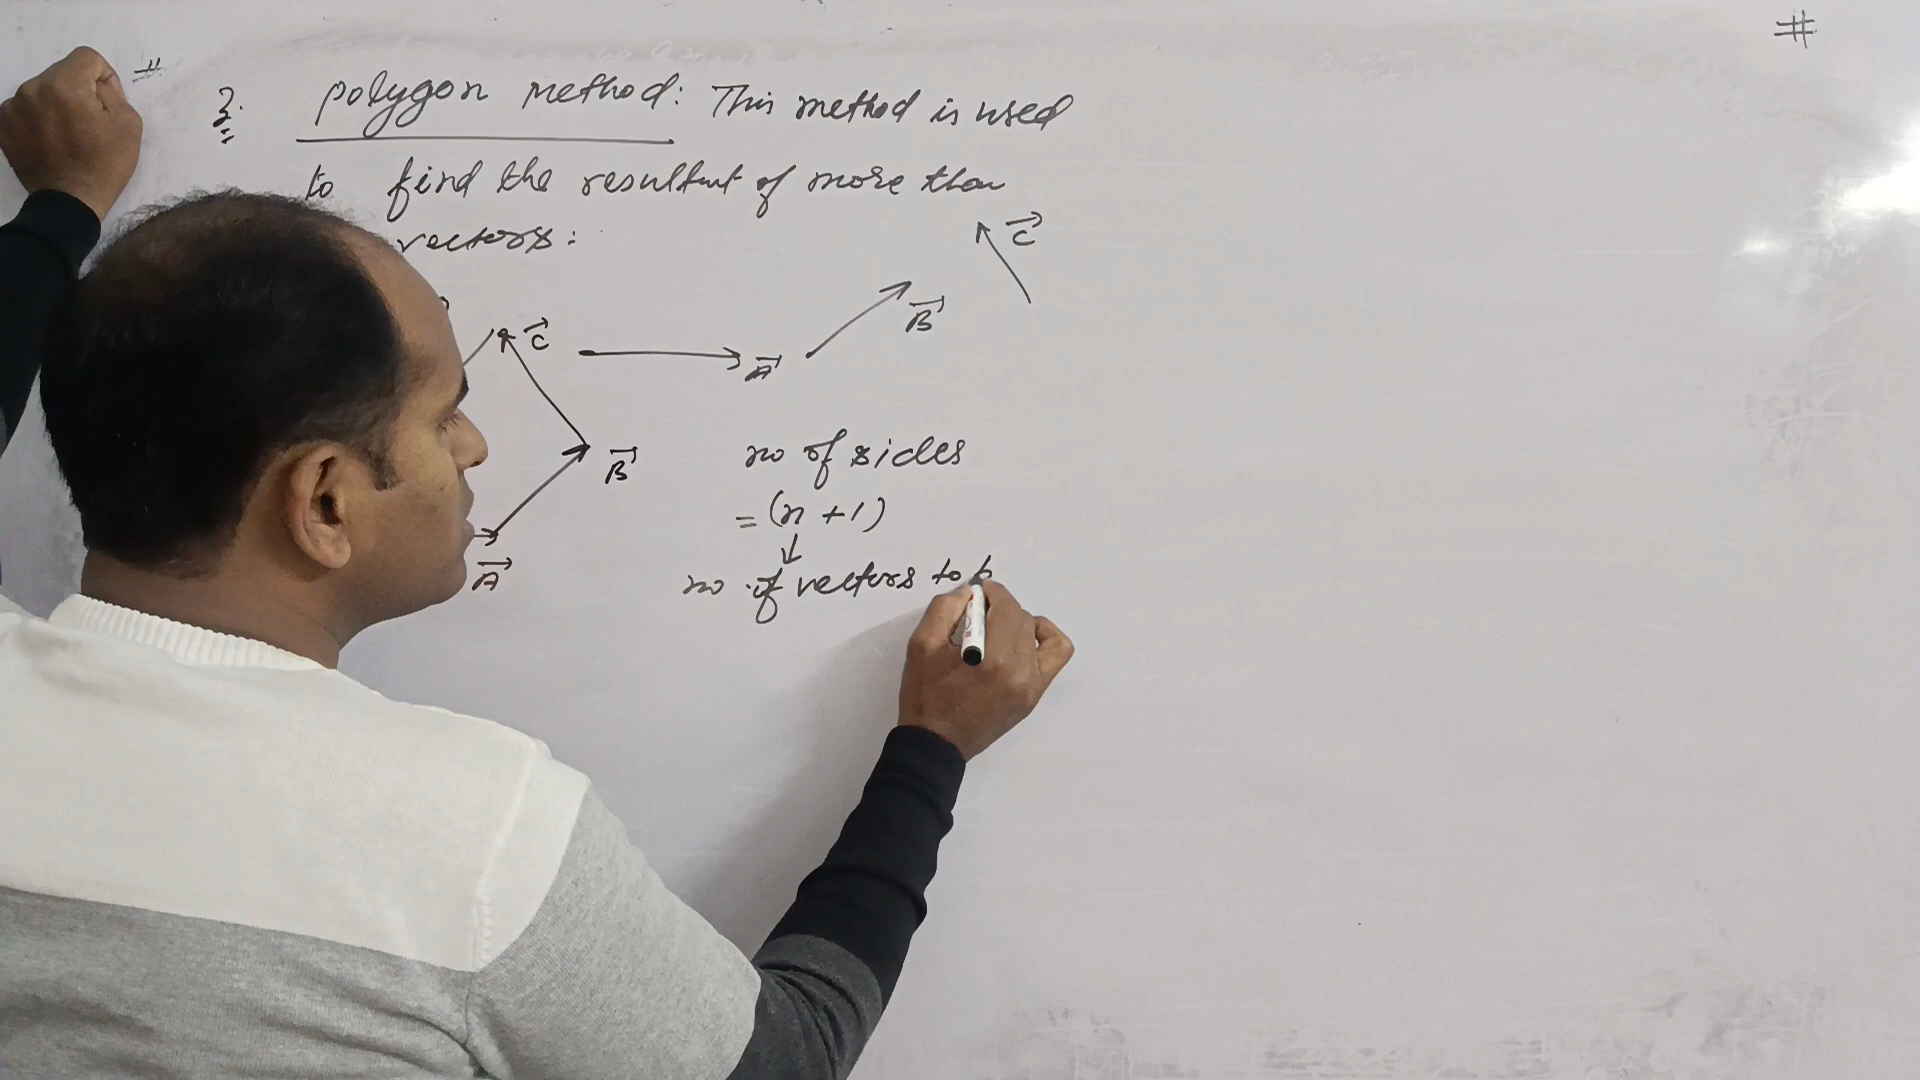 #
#
3. polygon method: This method is used
to find the resultant of more than
vectors:
C
B
A
C
B
A
no of sides
= (n + 1)
no of vectors to b